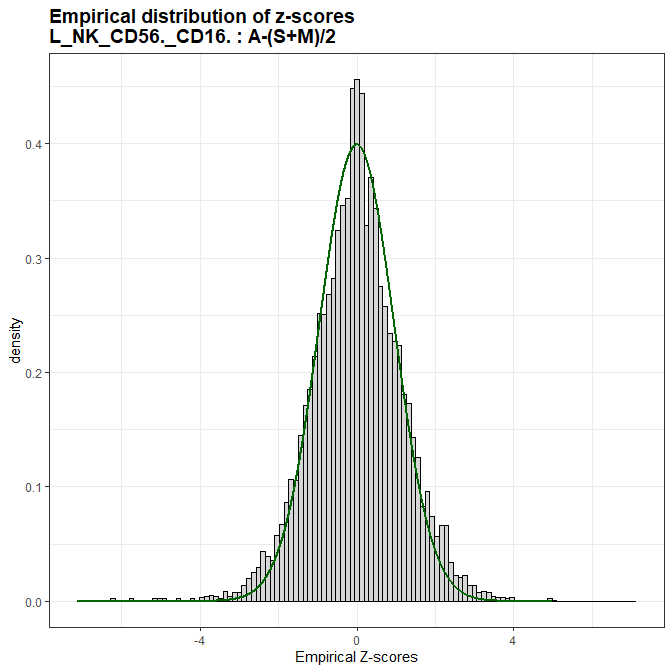 Empirical distribution of z-scores
L_NK_CD56._CD16. : A-(S+M)/2
0.4
0.3
0.2
0.1
0.0
density
-4
0
4
Empirical Z-scores